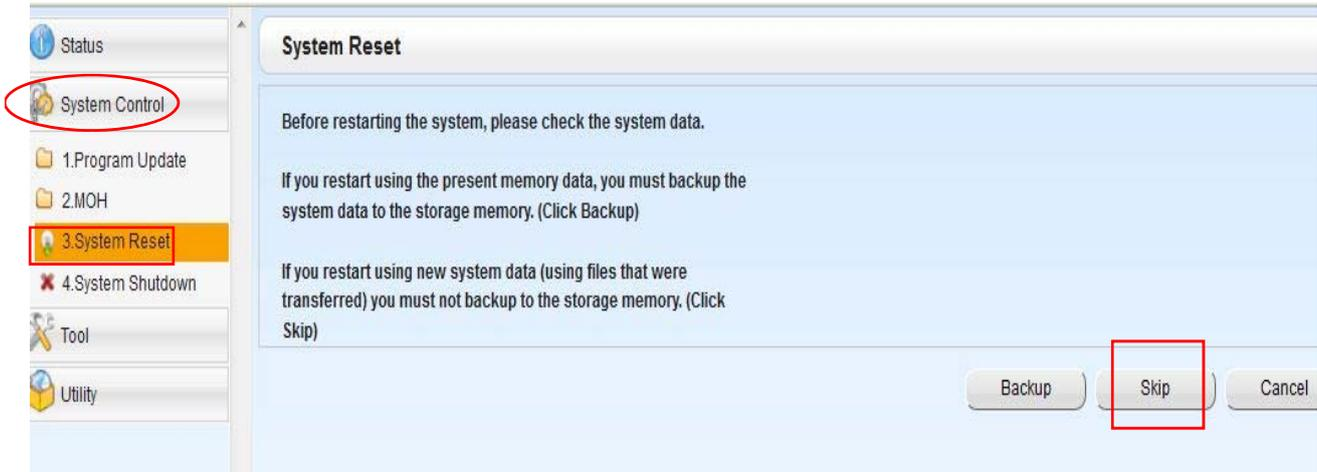 Status
System Control
1.Program Update
2.MOH
3.System Reset
4.System Shutdown
Tool
Utility
System Reset
Before restarting the system, please check the system data.
If you restart using the present memory data, you must backup the
system data to the storage memory. (Click Backup)
If you restart using new system data (using files that were
transferred) you must not backup to the storage memory. (Click
Skip)
Backup
Skip
Cancel